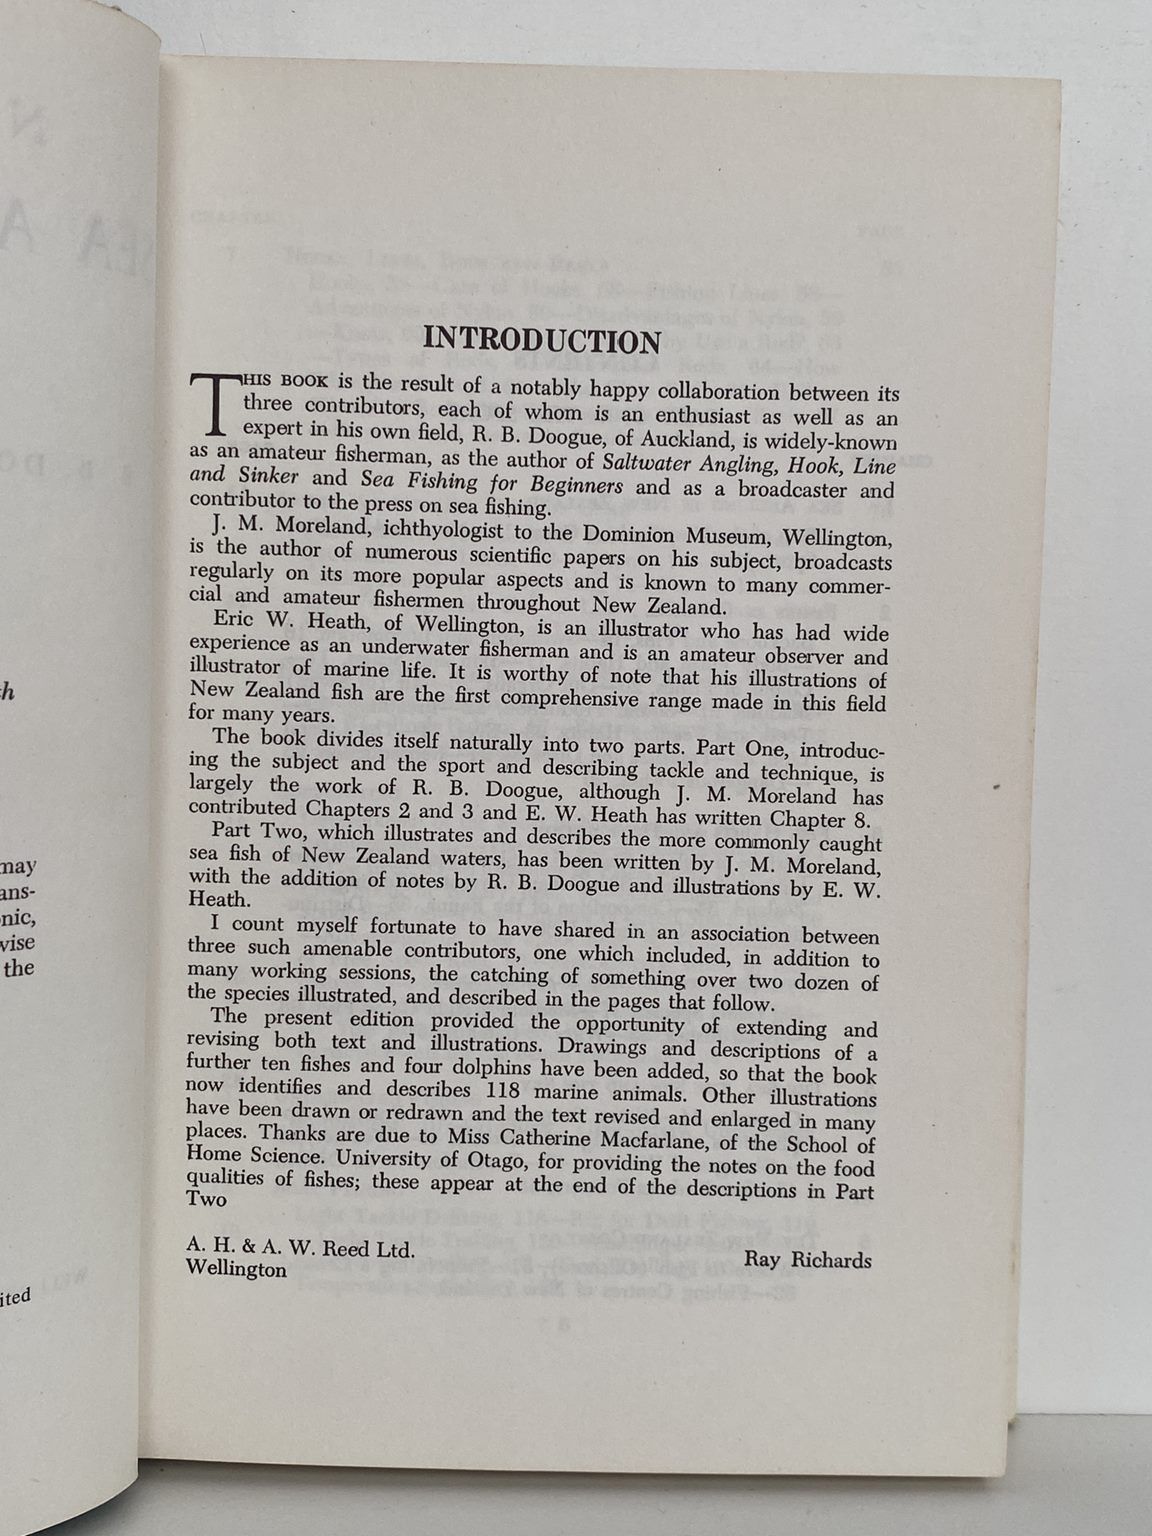 INTRODUCTION
THIS BOOK is the result of a notably happy collaboration between its
three contributors, each of whom is an enthusiast as well as an
expert in his own field, R. B. Doogue, of Auckland, is widely-known
as an amateur fisherman, as the author of Saltwater Angling, Hook, Line
and Sinker and Sea Fishing for Beginners and as a broadcaster and
contributor to the press on sea fishing.
J. M. Moreland, ichthyologist to the Dominion Museum, Wellington,
is the author of numerous scientific papers on his subject, broadcasts
regularly on its more popular aspects and is known to many commer-
cial and amateur fishermen throughout New Zealand.
Eric W. Heath, of Wellington, is an illustrator who has had wide
experience as an underwater fisherman and is an amateur observer and
illustrator of marine life. It is worthy of note that his illustrations of
New Zealand fish are the first comprehensive range made in this field
for many years.
The book divides itself naturally into two parts. Part One, introduc-
ing the subject and the sport and describing tackle and technique, is
largely the work of R. B. Doogue, although J. M. Moreland has
contributed Chapters 2 and 3 and E. W. Heath has written Chapter 8.
Part Two, which illustrates and describes the more commonly caught
sea fish of New Zealand waters, has been written by J. M. Moreland,
with the addition of notes by R. B. Doogue and illustrations by E. W.
Heath.
I count myself fortunate to have shared in an association between
three such amenable contributors, one which included, in addition to
many working sessions, the catching of something over two dozen of
the species illustrated, and described in the pages that follow.
The present edition provided the opportunity of extending and
revising both text and illustrations. Drawings and descriptions of a
further ten fishes and four dolphins have been added, so that the book
now identifies and describes 118 marine animals. Other illustrations
have been drawn or redrawn and the text revised and enlarged in many
places. Thanks are due to Miss Catherine Macfarlane, of the School of
Home Science. University of Otago, for providing the notes on the food
qualities of fishes; these appear at the end of the descriptions in Part
Two
A. H. & A. W. Reed Ltd.
Wellington
Ray Richards
th
may
ans-
nic,
wise
the
ited